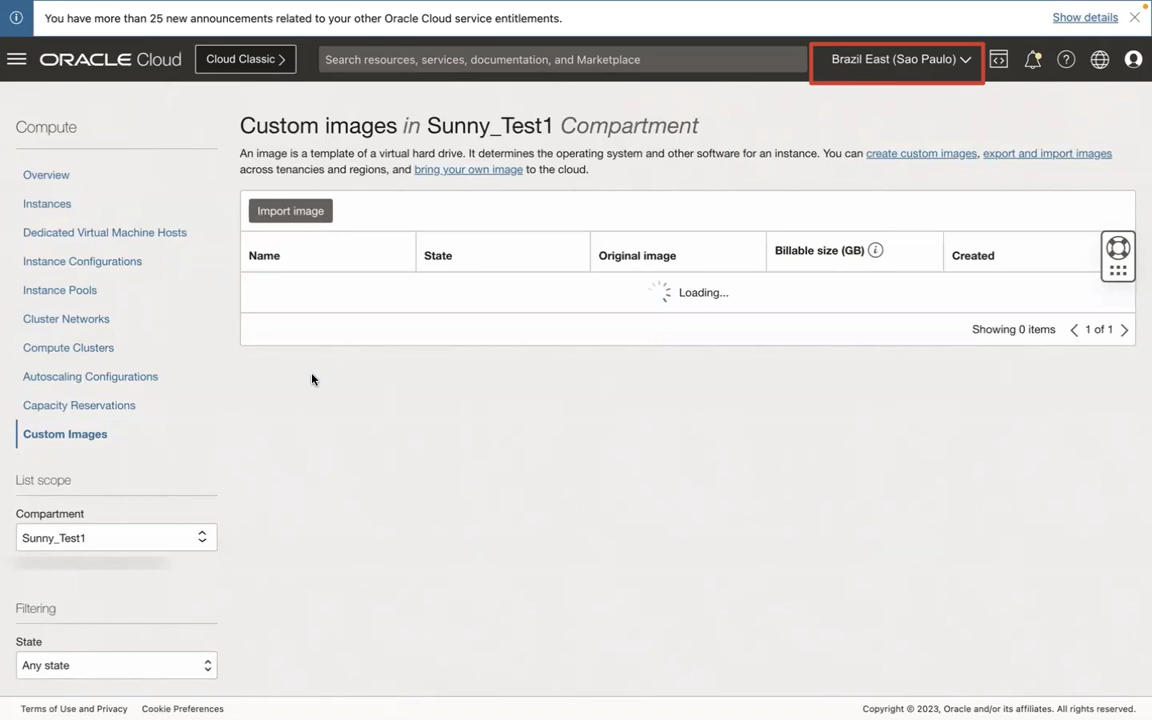 You have more than 25 new announcements related to your other Oracle Cloud service entitlements.
Show details
ORACLE Cloud
Cloud Classic
Search resources, services, documentation, and Marketplace
Brazil East (Sao Paulo)
Compute
Overview
Instances
Dedicated Virtual Machine Hosts
Instance Configurations
Instance Pools
Cluster Networks
Compute Clusters
Autoscaling Configurations
Capacity Reservations
Custom Images
List scope
Compartment
Sunny_Test1
Filtering
State
Any state
Custom images in Sunny_Test1 Compartment
An image is a template of a virtual hard drive. It determines the operating system and other software for an instance. You can create custom images, export and import images
across tenancies and regions, and bring your own image to the cloud.
Import image
Name State Original image Billable size (GB) Created
Loading...
Showing 0 items 1 of 1
Terms of Use and Privacy Cookie Preferences
Copyright © 2023, Oracle and/or its affiliates. All rights reserved.